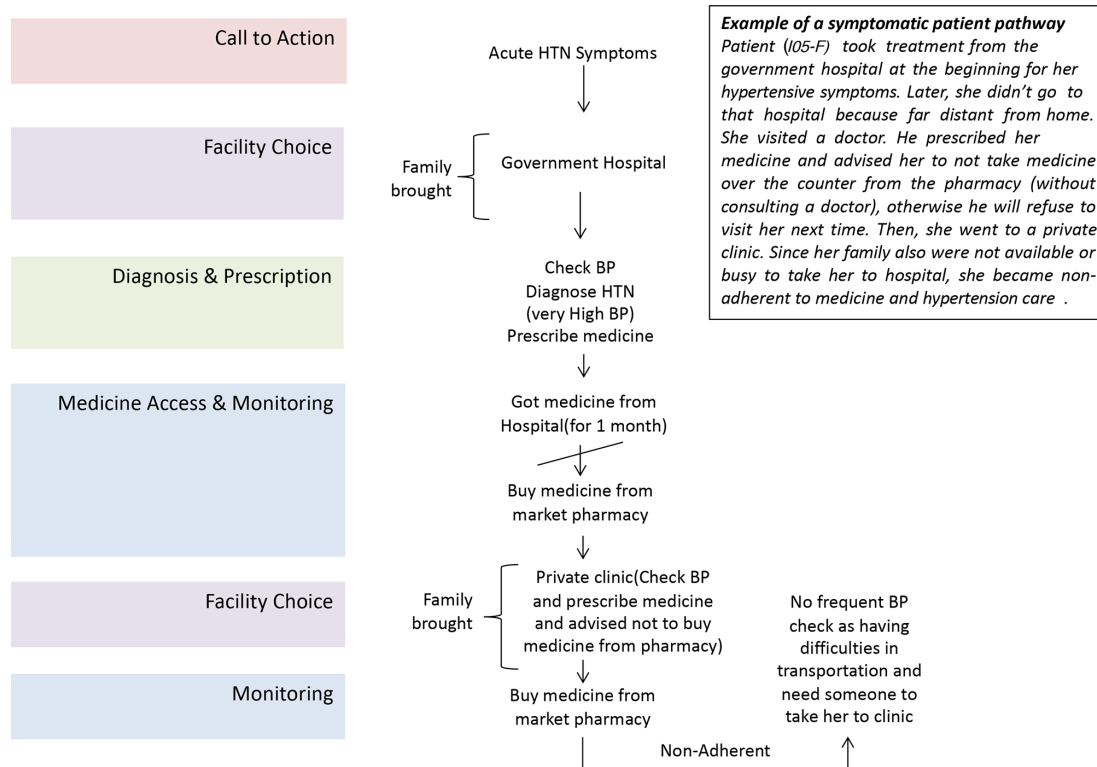 Call to Action
Acute HTN Symptoms
Facility Choice
Family
brought
Government Hospital
Diagnosis & Prescription
Check BP
Diagnose HTN
(very High BP)
Prescribe medicine
Medicine Access & Monitoring
Got medicine from
Hospital(for 1 month)
Buy medicine from
market pharmacy
Facility Choice
Family
brought
Private clinic(Check BP
and prescribe medicine
and advised not to buy
medicine from pharmacy)
Monitoring
Buy medicine from
market pharmacy
Non-Adherent
No frequent BP
check as having
difficulties in
transportation and
need someone to
take her to clinic
Example of a symptomatic patient pathway
Patient (I05-F) took treatment from the
government hospital at the beginning for her
hypertensive symptoms. Later, she didn't go to
that hospital because far distant from home.
She visited a doctor. He prescribed her
medicine and advised her to not take medicine
over the counter from the pharmacy (without
consulting a doctor), otherwise he will refuse to
visit her next time. Then, she went to a private
clinic. Since her family also were not available or
busy to take her to hospital, she became non-
adherent to medicine and hypertension care .